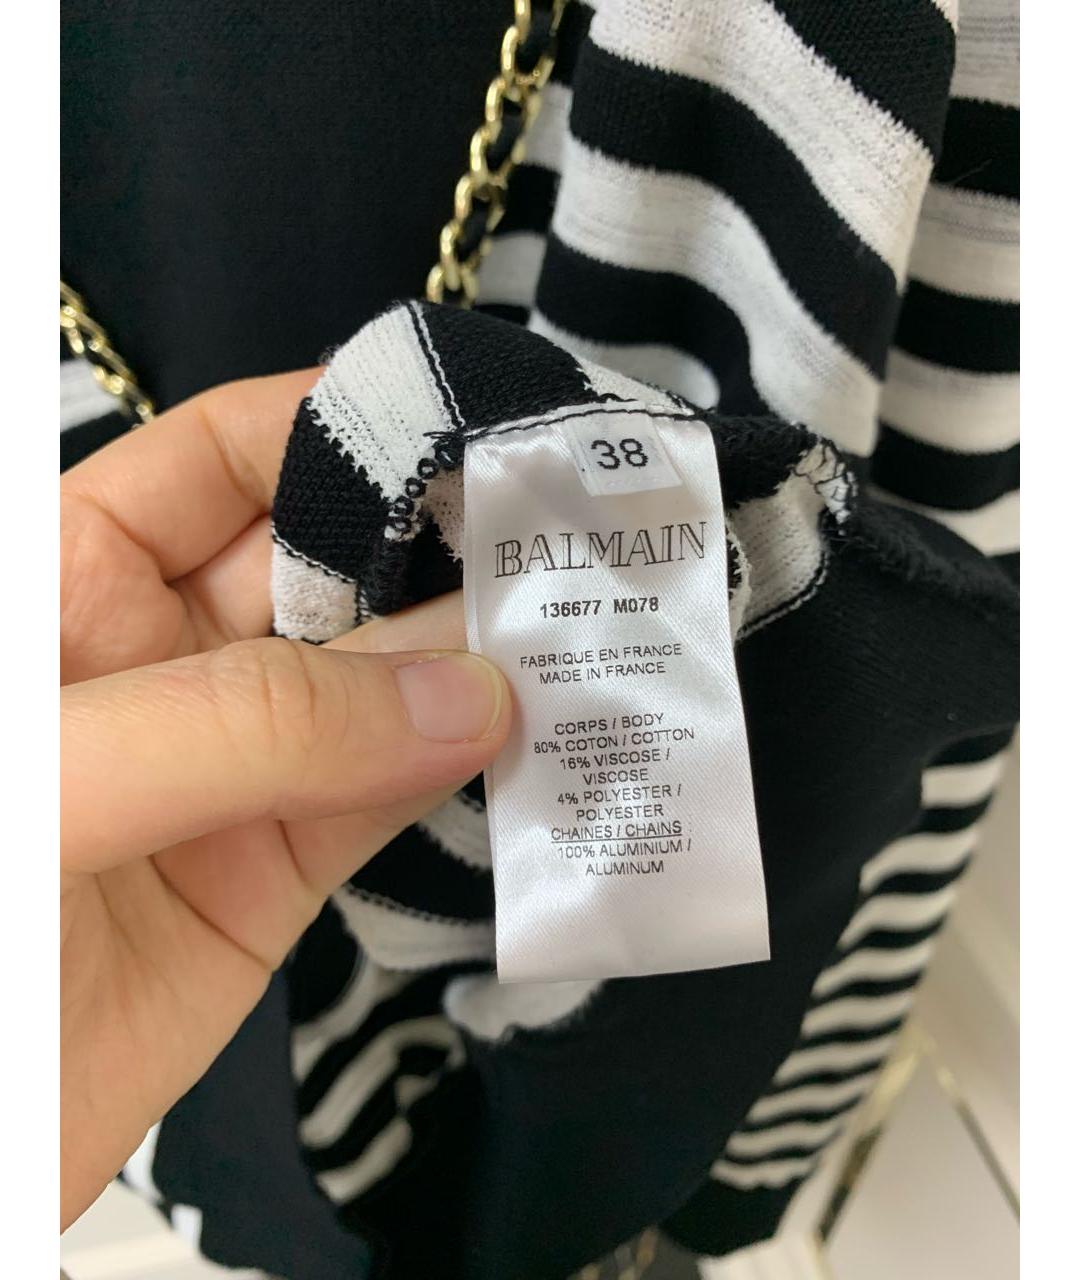 38
BALMAIN
136677 M078
FABRIQUE EN FRANCE
MADE IN FRANCE
CORPS / BODY
80% COTON / COTTON
16% VISCOSE /
VISCOSE
4% POLYESTER /
POLYESTER
CHAINES / CHAINS :
100% ALUMINIUM /
ALUMINUM